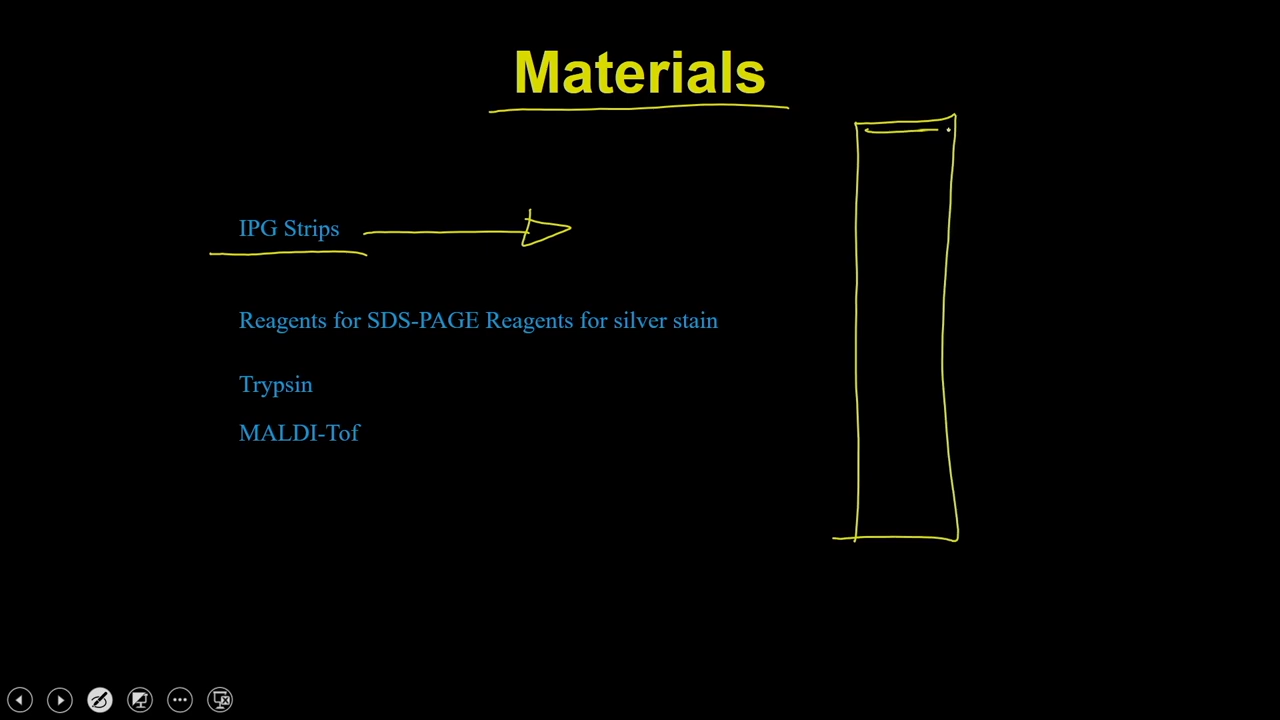 Materials
IPG Strips
Reagents for SDS-PAGE Reagents for silver stain
Trypsin
MALDI-Tof